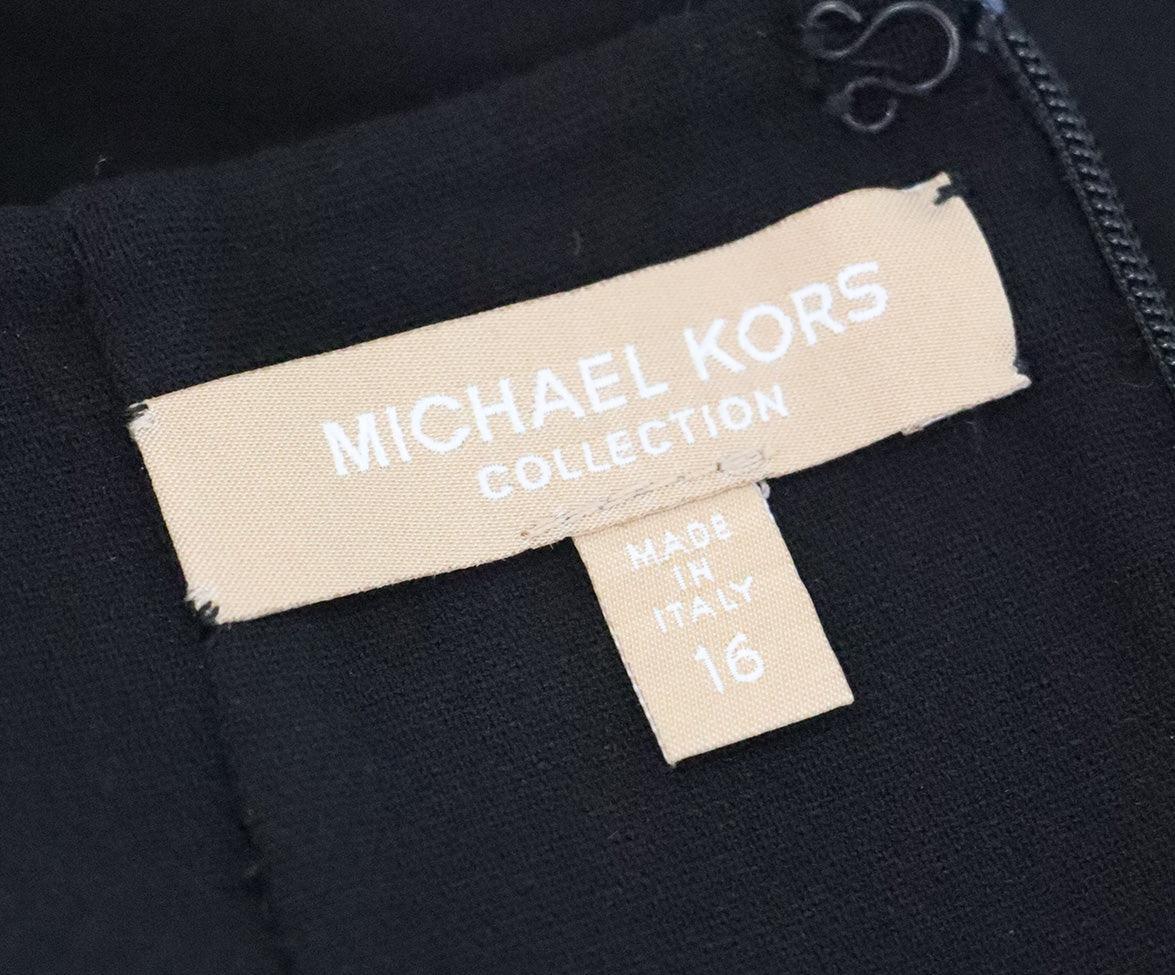 MICHAEL KORS
COLLECTION
MADE
IN
ITALY
16